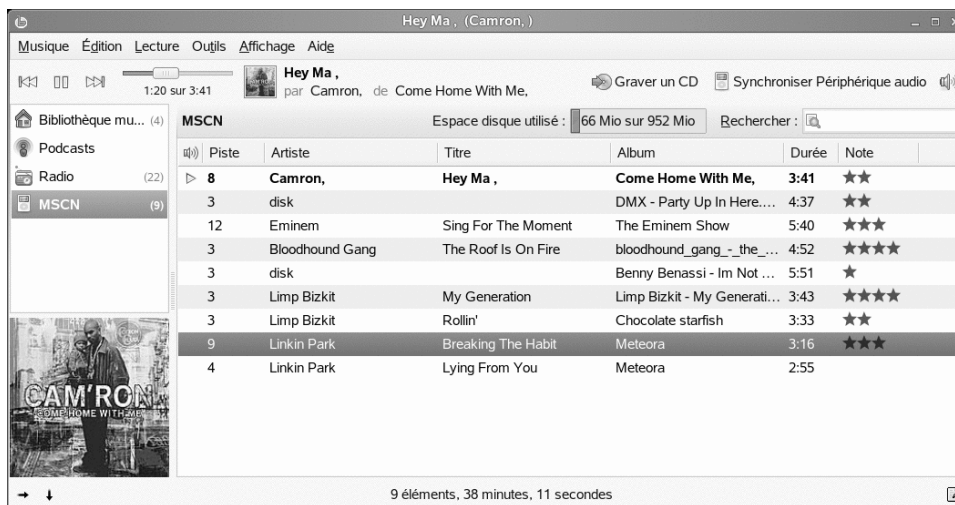 Hey Ma , (Camron, )
Musique Édition Lecture Outils Affichage Aide
1:20 sur 3:41
Hey Ma ,
par Camron, de Come Home With Me,
Graver un CD Synchroniser Périphérique audio
Bibliothèque mu... (4)
Podcasts
Radio (22)
MSCN (9)
MSCN Espace disque utilisé : 66 Mio sur 952 Mio Rechercher :
Piste Artiste Titre Album Durée Note
8 Camron, Hey Ma , Come Home With Me, 3:41
3 disk DMX - Party Up In Here.... 4:37
12 Eminem Sing For The Moment The Eminem Show 5:40
3 Bloodhound Gang The Roof Is On Fire bloodhound_gang_-_the_... 4:52
3 disk Benny Benassi - Im Not ... 5:51
3 Limp Bizkit My Generation Limp Bizkit - My Generati... 3:43
3 Limp Bizkit Rollin' Chocolate starfish 3:33
9 Linkin Park Breaking The Habit Meteora 3:16
4 Linkin Park Lying From You Meteora 2:55
CAM'RON
COME HOME WITH ME
9 éléments, 38 minutes, 11 secondes